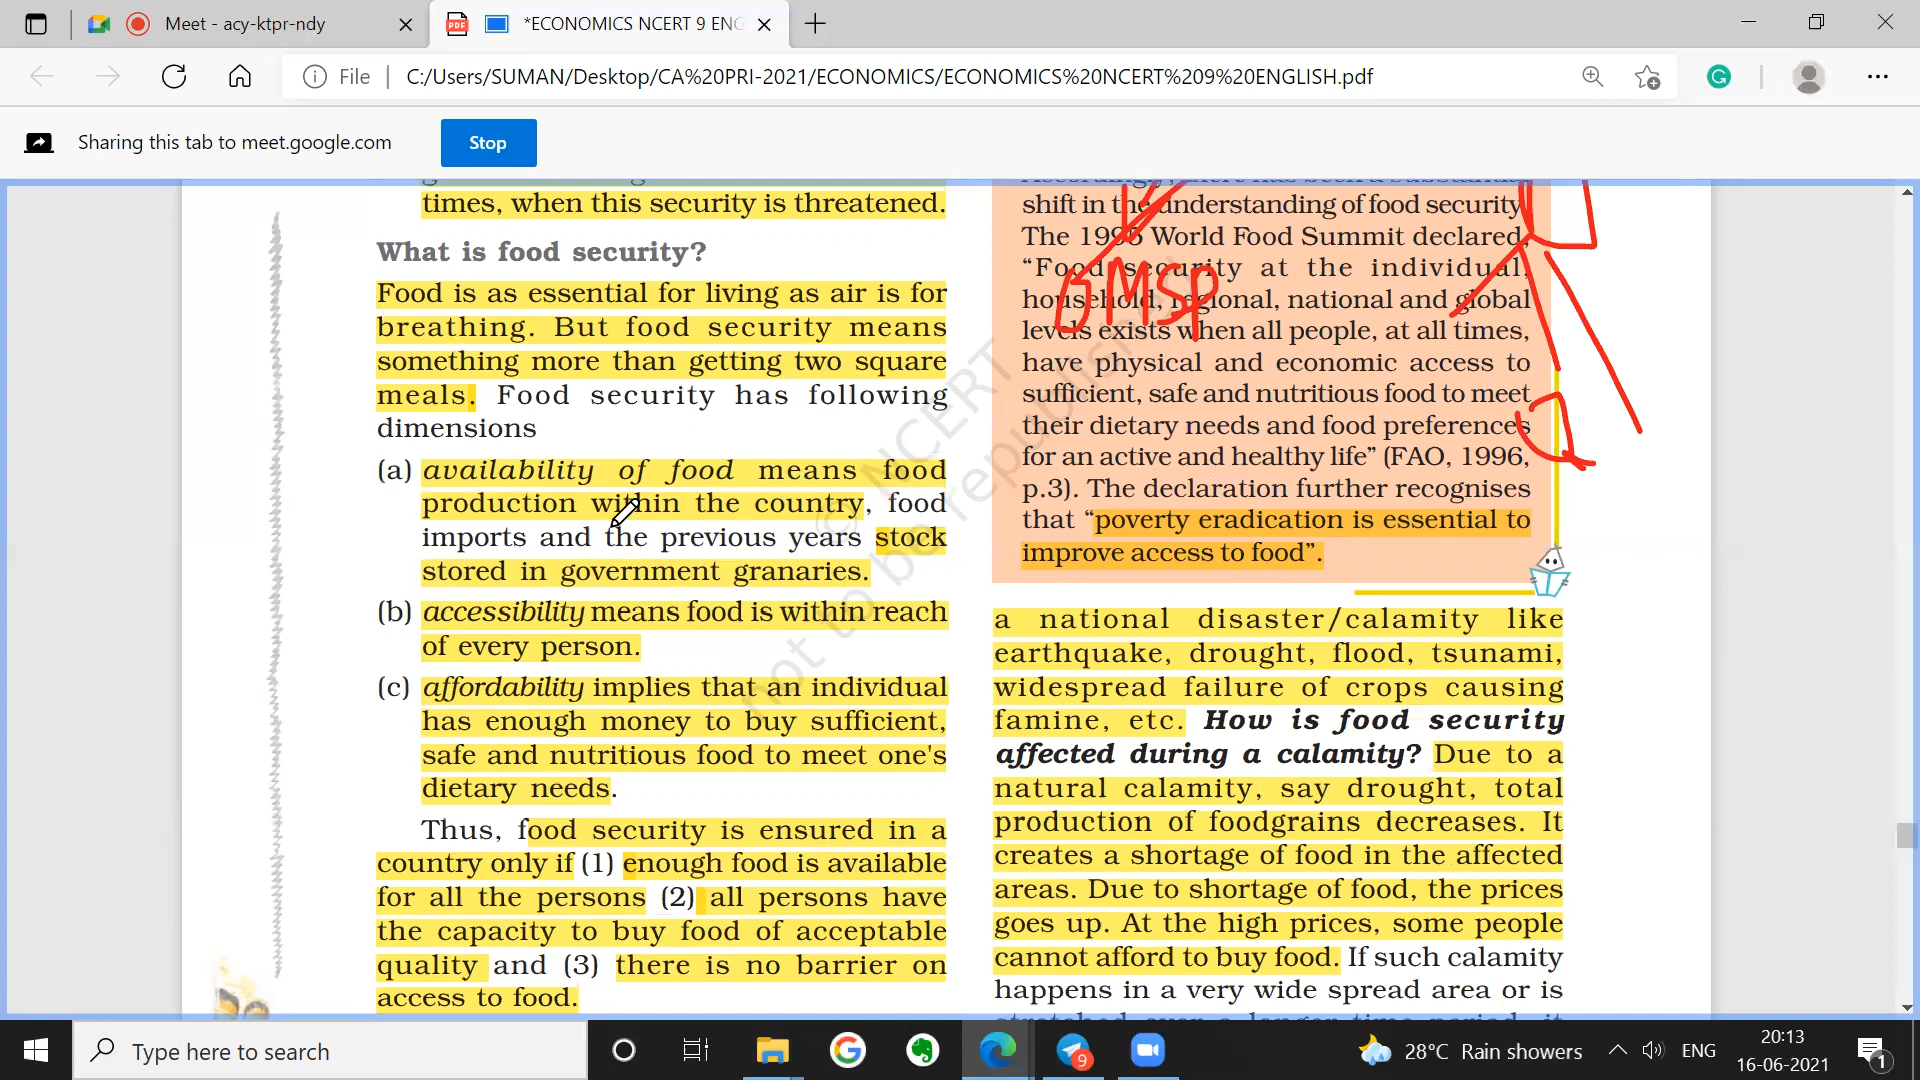 Meet - acy-ktpr-ndy
*ECONOMICS NCERT 9 ENG
File
C:/Users/SUMAN/Desktop/CA%20PRI-2021/ECONOMICS/ECONOMICS%20NCERT%209%20ENGLISH.pdf
Sharing this tab to meet.google.com
Stop
times, when this security is threatened.
What is food security?
Food is as essential for living as air is for
breathing. But food security means
something more than getting two square
meals. Food security has following
dimensions
(a) availability of food means food
production within the country, food
imports and the previous years stock
stored in government granaries.
(b) accessibility means food is within reach
of every person.
(c) affordability implies that an individual
has enough money to buy sufficient,
safe and nutritious food to meet one's
dietary needs.
Thus, food security is ensured in a
country only if (1) enough food is available
for all the persons (2) all persons have
the capacity to buy food of acceptable
quality and (3) there is no barrier on
access to food.
shift in the understanding of food security.
The 1995 World Food Summit declared,
“Food security at the individual,
household, regional, national and global
levels exists when all people, at all times,
have physical and economic access to
sufficient, safe and nutritious food to meet
their dietary needs and food preferences
for an active and healthy life” (FAO, 1996,
p.3). The declaration further recognises
that “poverty eradication is essential to
improve access to food”.
MSP
a national disaster/calamity like
earthquake, drought, flood, tsunami,
widespread failure of crops causing
famine, etc. How is food security
affected during a calamity? Due to a
natural calamity, say drought, total
production of foodgrains decreases. It
creates a shortage of food in the affected
areas. Due to shortage of food, the prices
goes up. At the high prices, some people
cannot afford to buy food. If such calamity
happens in a very wide spread area or is
stretched over a longer time period, it
© NCERT
not to be republished
Type here to search
9
28°C Rain showers
ENG
20:13
16-06-2021
1